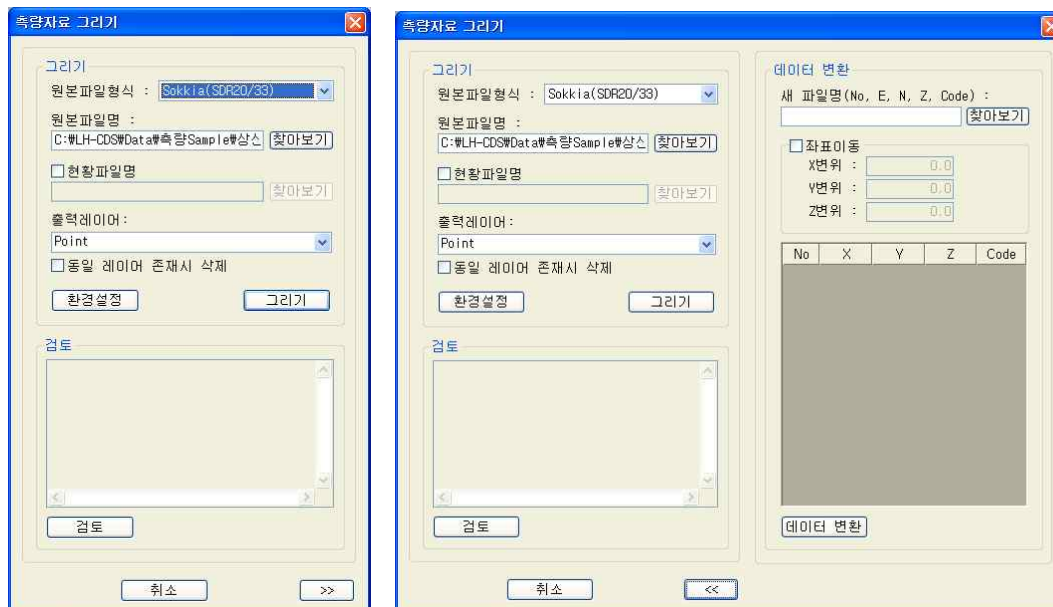 측량자료 그리기
그리기
원본파일형식 : Sokkia(SDR20/33)
원본파일명 :
C:₩LH-CDS₩Data₩측량Sample₩상신 찾아보기
현황파일명
찾아보기
출력레이어:
Point
동일 레이어 존재시 삭제
환경설정 그리기
검토
검토
취소 >>
측량자료 그리기
그리기
원본파일형식 : Sokkia(SDR20/33)
원본파일명 :
C:₩LH-CDS₩Data₩측량Sample₩상신 찾아보기
현황파일명
찾아보기
출력레이어:
Point
동일 레이어 존재시 삭제
환경설정 그리기
검토
검토
데이터 변환
새 파일명(No, E, N, Z, Code) :
찾아보기
좌표이동
X변위 : 0.0
Y변위 : 0.0
Z변위 : 0.0
No X Y Z Code
데이터 변환
취소 <<